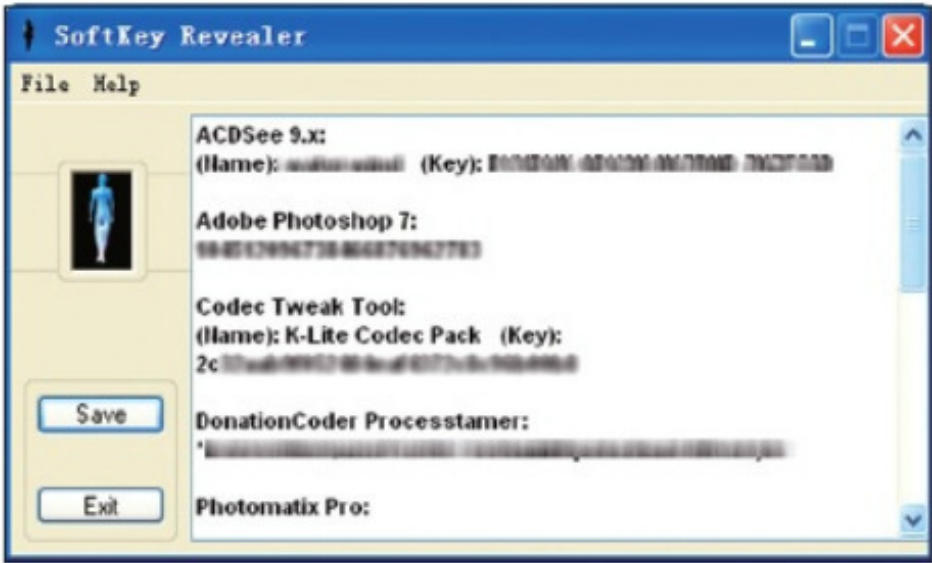 SoftKey Revealer
File Help
ACDSee 9.x:
(Name): (Key):
Adobe Photoshop 7:
Codec Tweak Tool:
(Name): K-Lite Codec Pack (Key):
2c
DonationCoder Processtamer:
Photomatix Pro:
Save
Exit